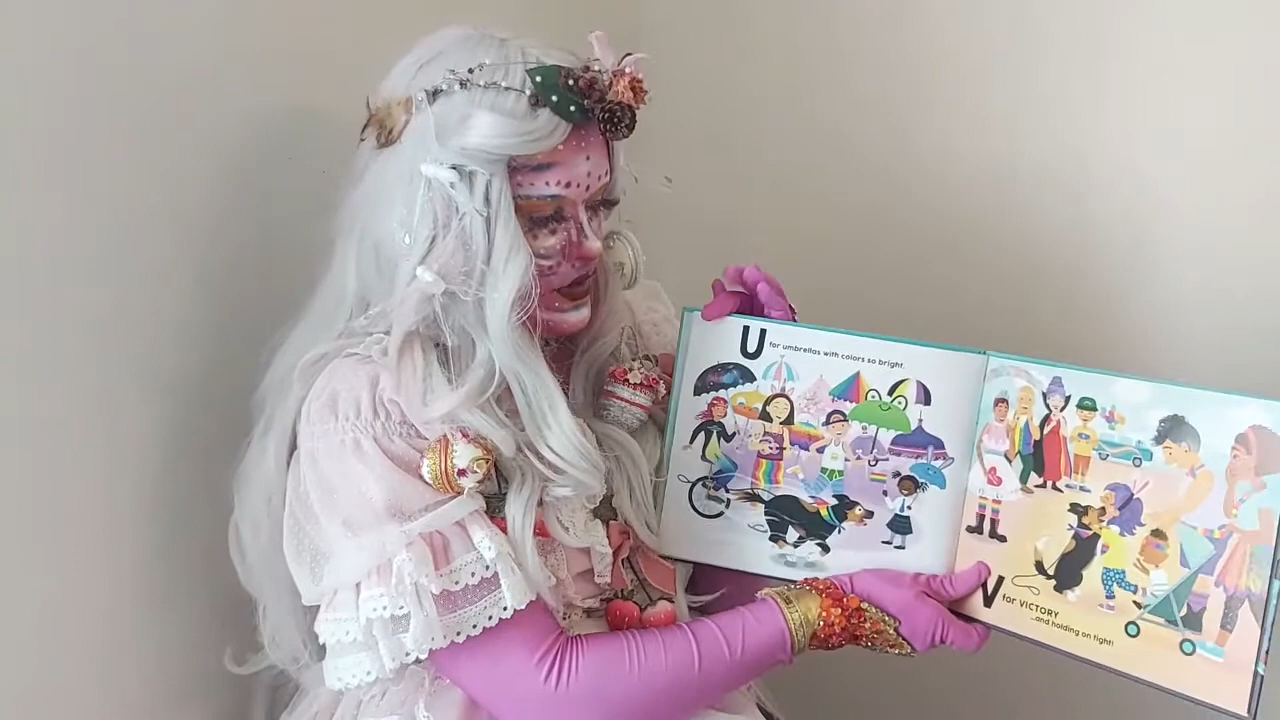 U for umbrellas with colors so bright.
V for VICTORY
...and holding on tight!